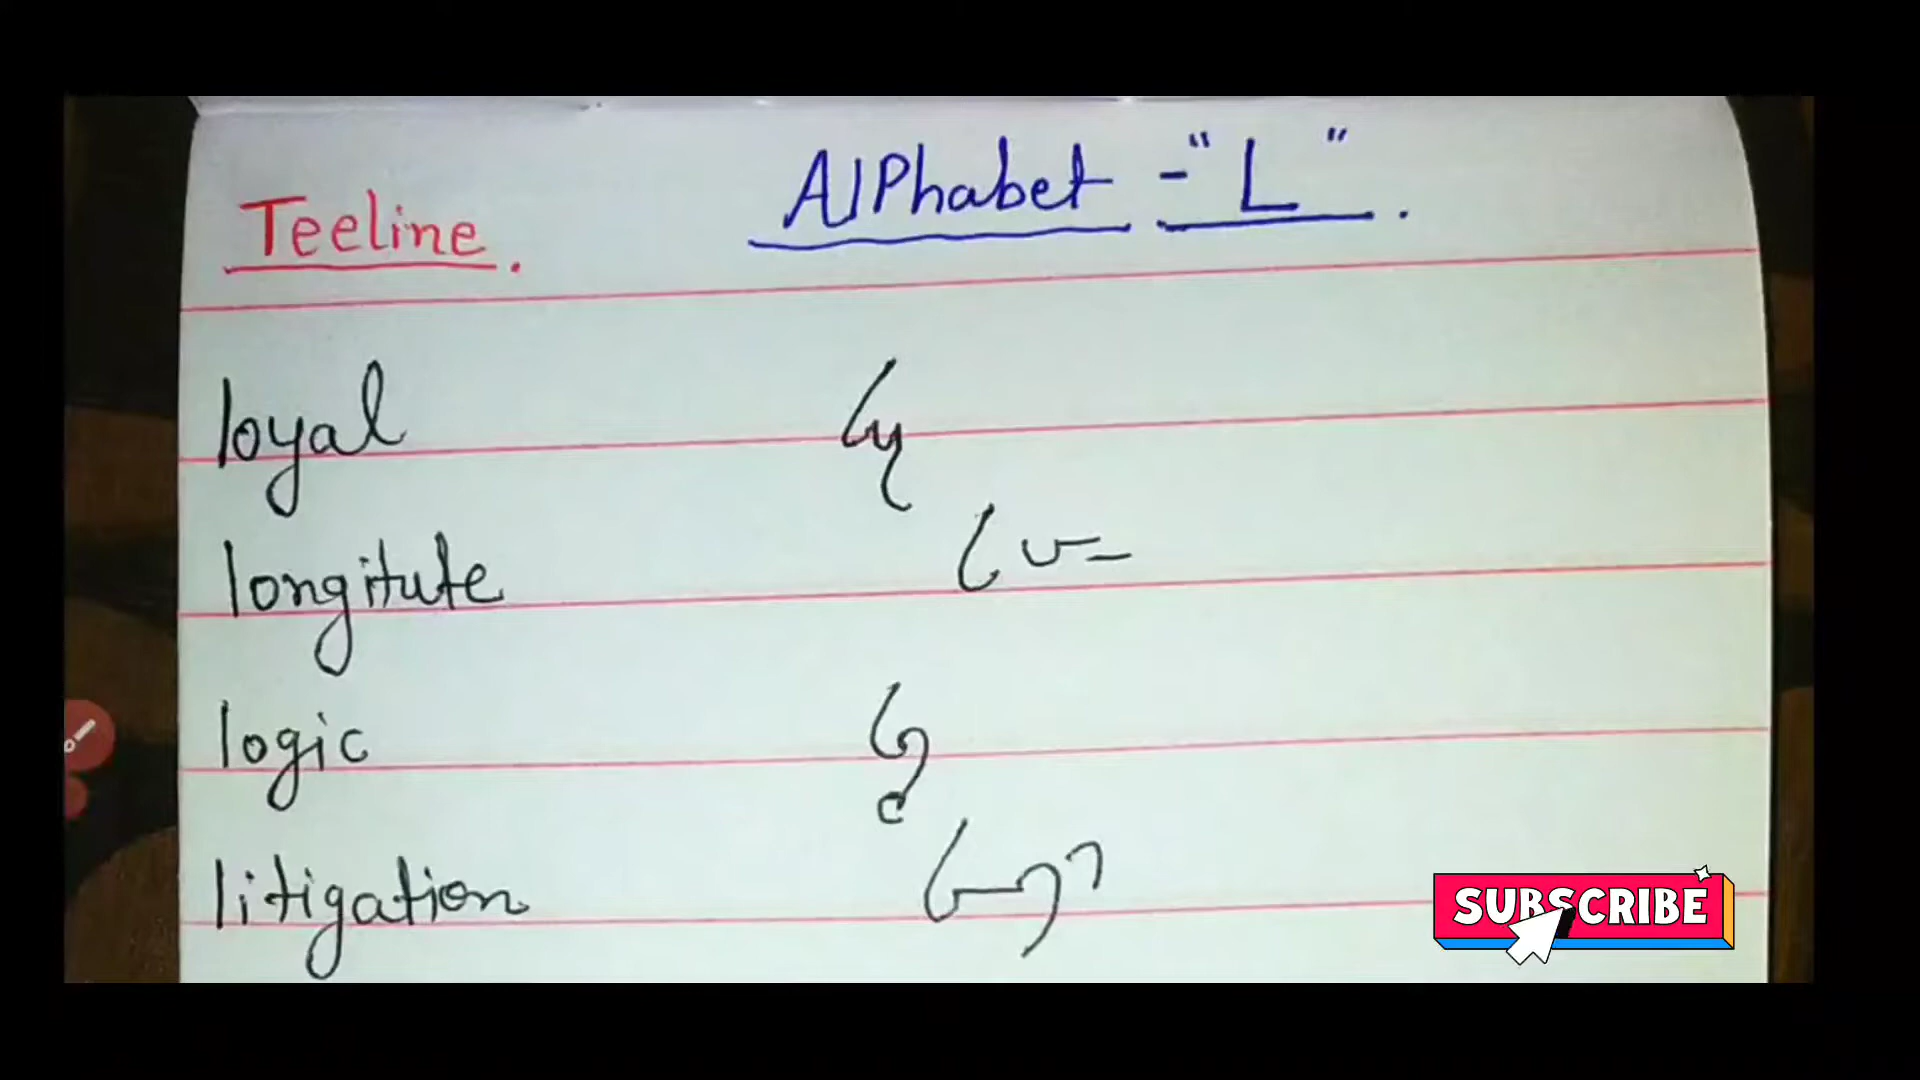 Teeline.
AlPhabet - "L".
loyal
longitute
logic
litigation
SUBSCRIBE